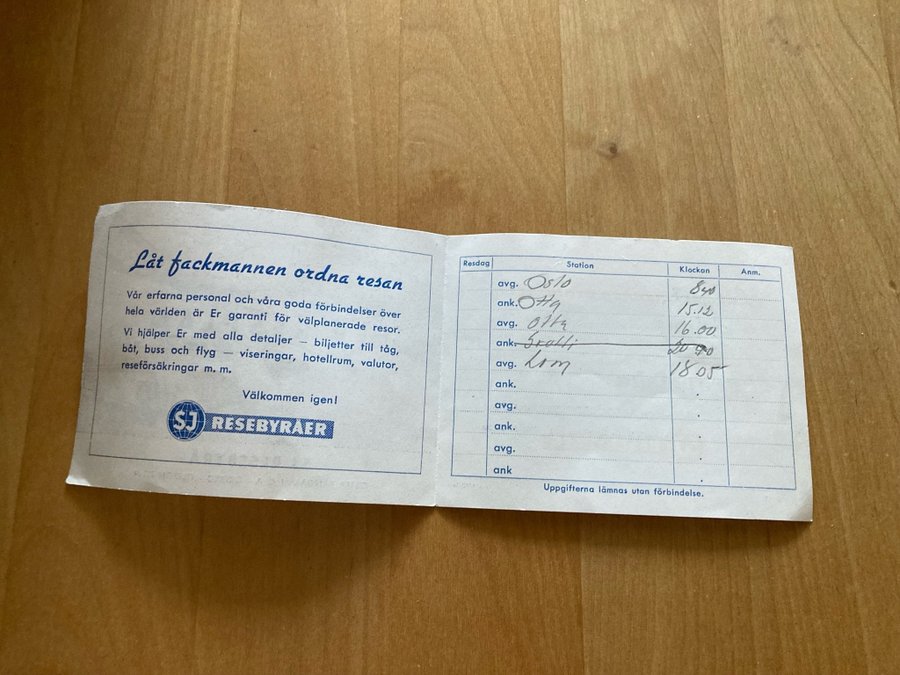 Låt fackmannen ordna resan
Vår erfarna personal och våra goda förbindelser över
hela världen är Er garanti för välplanerade resor.
Vi hjälper Er med alla detaljer — biljetter till tåg,
båt, buss och flyg — viseringar, hotellrum, valutor,
reseförsäkringar m. m.
Välkommen igen!
SJ RESEBYRÅER
Resdag Station Klockan Anm.
avg. Oslo 840
ank. Otta 15.12
avg. Otta 16.00
ank.
avg. Lom 18 05
ank.
avg.
ank.
avg.
ank
Uppgifterna lämnas utan förbindelse.